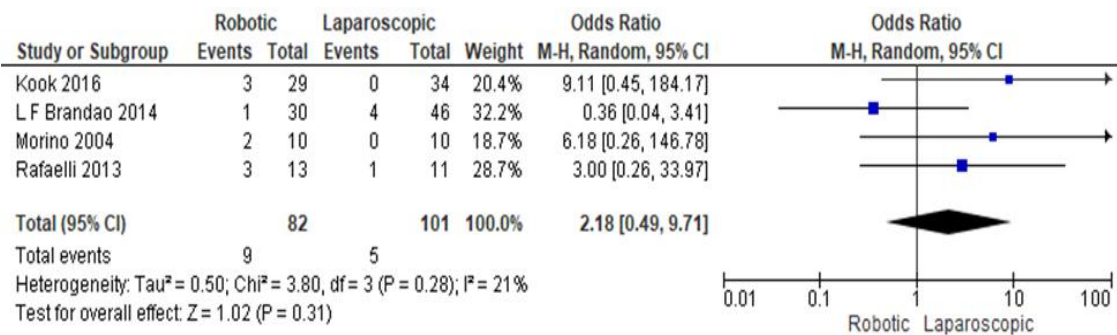 Robotic Laparoscopic Odds Ratio Odds Ratio
Study or Subgroup Events Total Events Total Weight M-H, Random, 95% CI M-H, Random, 95% CI
Kook 2016 3 29 0 34 20.4% 9.11 [0.45, 184.17]
L F Brandao 2014 1 30 4 46 32.2% 0.36 [0.04, 3.41]
Morino 2004 2 10 0 10 18.7% 6.18 [0.26, 146.78]
Rafaelli 2013 3 13 1 11 28.7% 3.00 [0.26, 33.97]
Total (95% CI) 82 101 100.0% 2.18 [0.49, 9.71]
Total events 9 5
Heterogeneity: Tau² = 0.50; Chi² = 3.80, df = 3 (P = 0.28); I² = 21%
Test for overall effect: Z = 1.02 (P = 0.31)
0.01 0.1 1 10 100
Robotic Laparoscopic